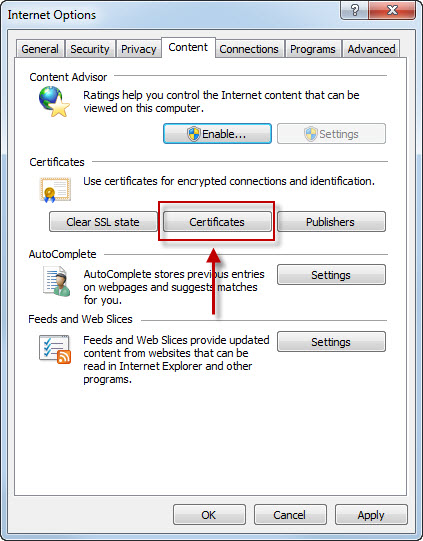 Internet Options
General Security Privacy Content Connections Programs Advanced
Content Advisor
Ratings help you control the Internet content that can be
viewed on this computer.
Enable... Settings
Certificates
Use certificates for encrypted connections and identification.
Clear SSL state Certificates Publishers
AutoComplete
AutoComplete stores previous entries
on webpages and suggests matches
for you.
Settings
Feeds and Web Slices
Feeds and Web Slices provide updated
content from websites that can be
read in Internet Explorer and other
programs.
Settings
OK Cancel Apply